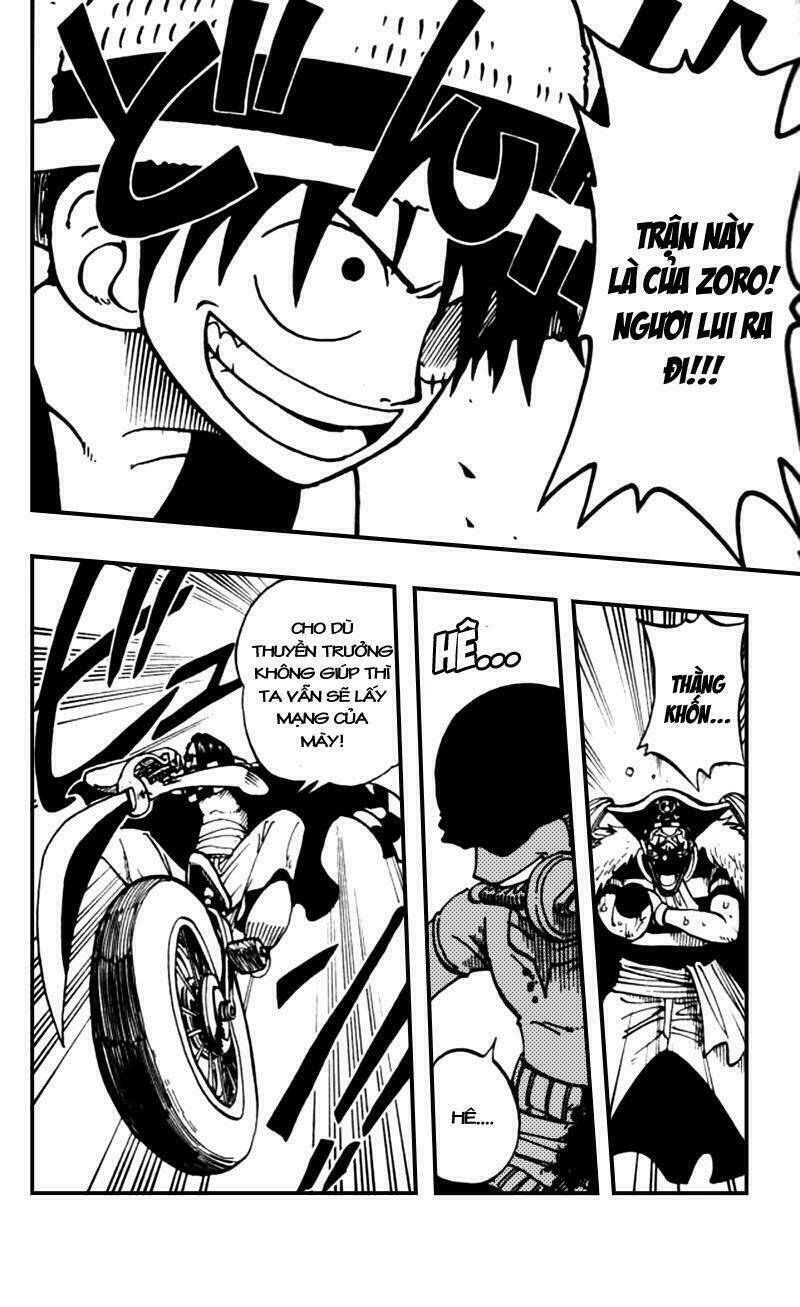 どどん
TRẬN NÀY
LÀ CỦA ZORO!
NGƯƠI LUI RA
ĐI!!!
THẰNG
KHỐN...
HÊ...
HÊ....
CHO DÙ
THUYỀN TRƯỞNG
KHÔNG GIÚP THÌ
TA VẪN SẼ LẤY
MẠNG CỦA
MÀY!